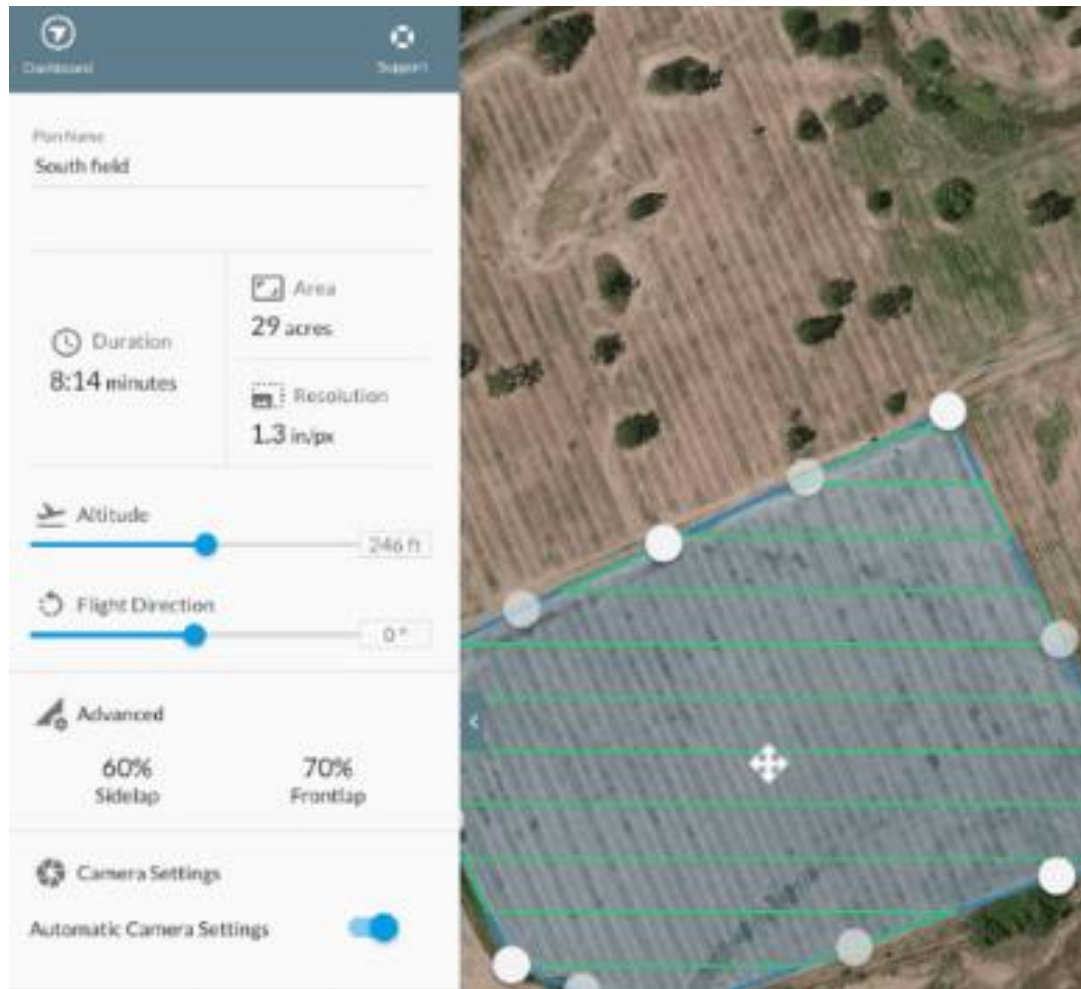 Dashboard
Support
Plan Name
South field
Duration
8:14 minutes
Area
29 acres
Resolution
1.3 in/px
Altitude
246 ft
Flight Direction
0 °
Advanced
60%
Sidelap
70%
Frontlap
Camera Settings
Automatic Camera Settings